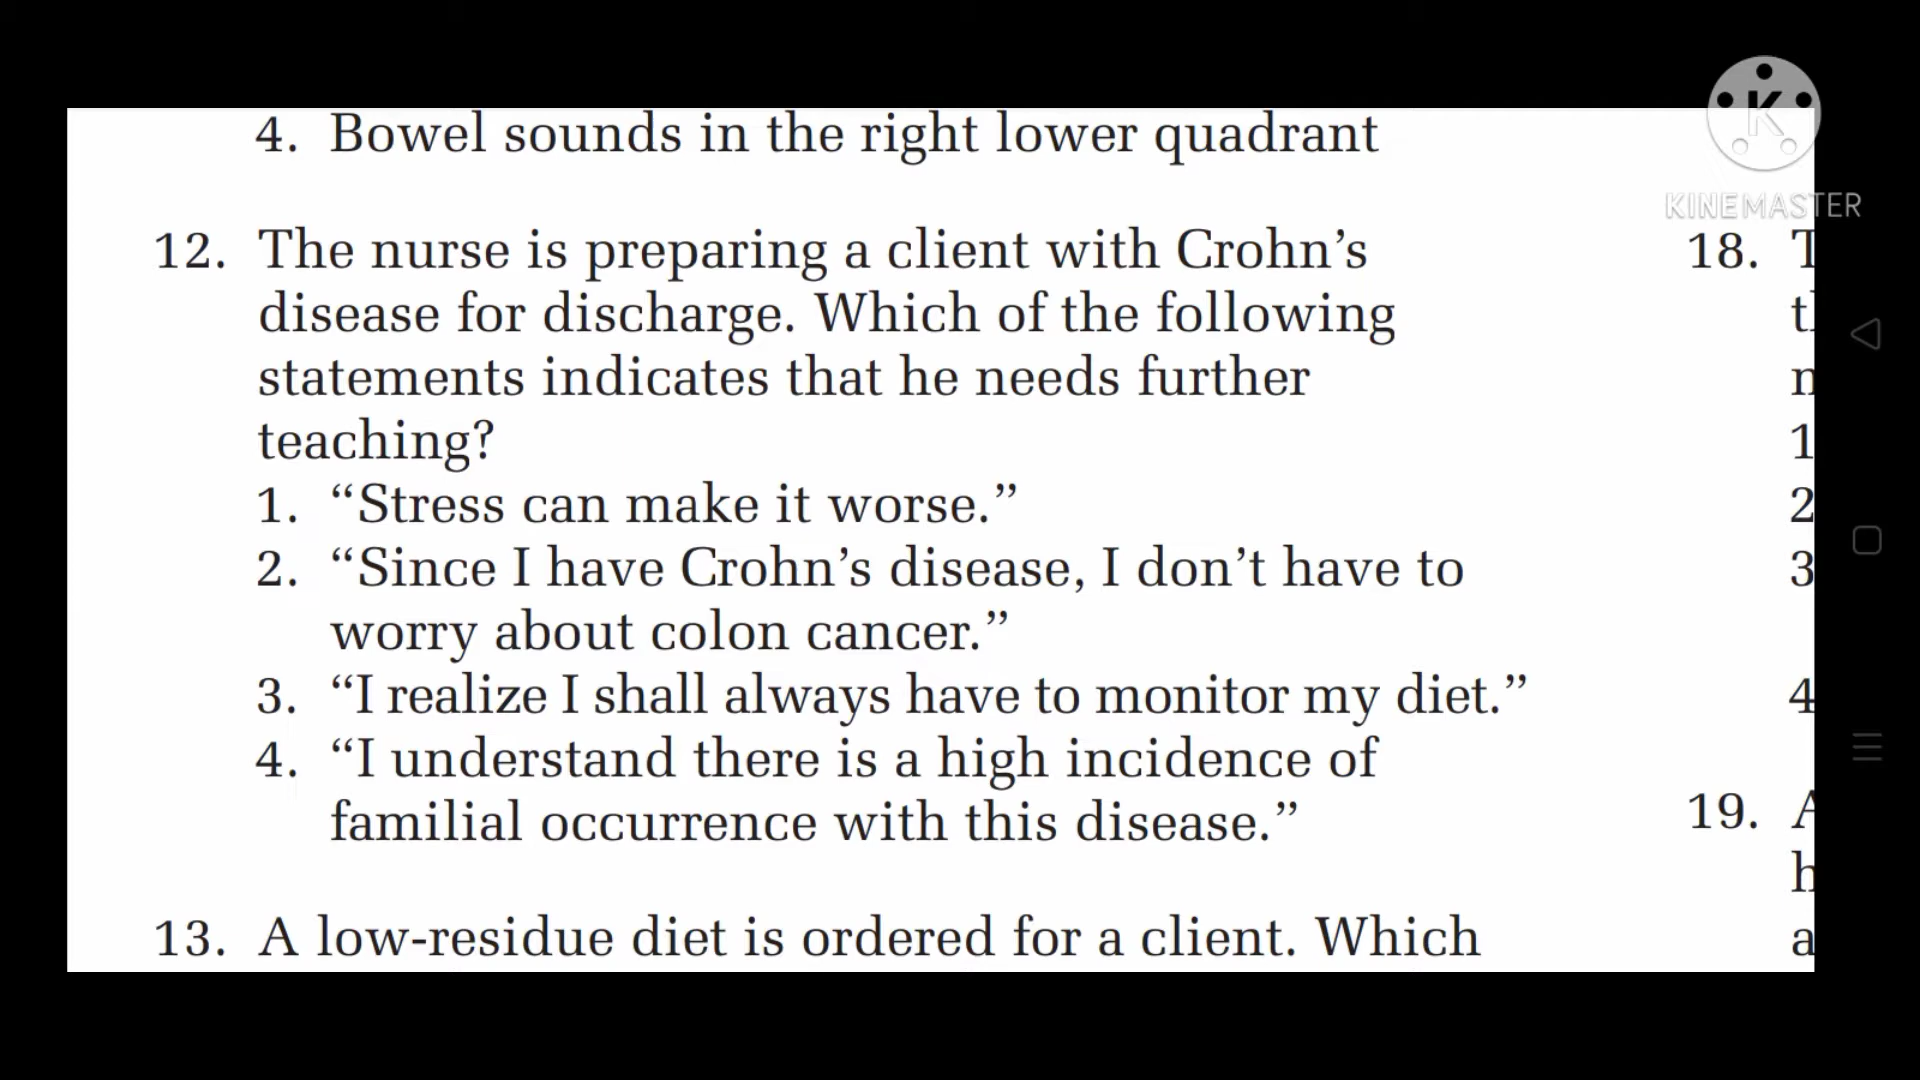 4. Bowel sounds in the right lower quadrant
12. The nurse is preparing a client with Crohn’s
disease for discharge. Which of the following
statements indicates that he needs further
teaching?
1. “Stress can make it worse.”
2. “Since I have Crohn’s disease, I don’t have to
worry about colon cancer.”
3. “I realize I shall always have to monitor my diet.”
4. “I understand there is a high incidence of
familial occurrence with this disease.”
13. A low-residue diet is ordered for a client. Which
K
KINEMASTER
18.
1
2
3
4
19.
a